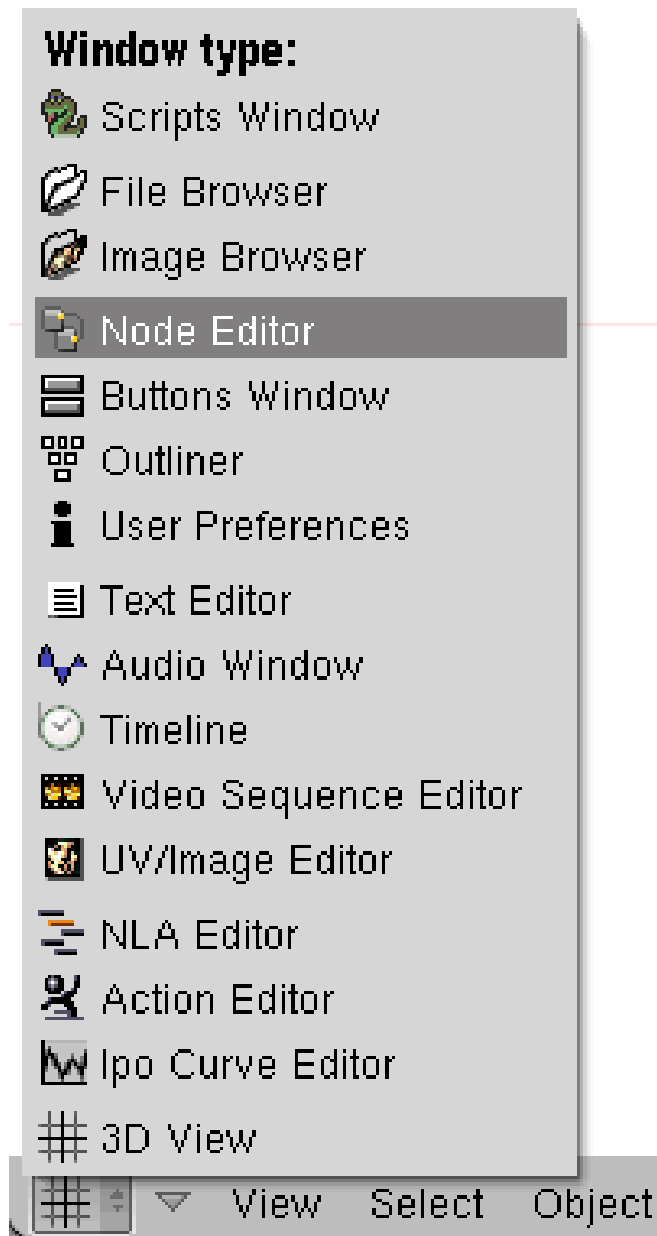 Window type:
Scripts Window
File Browser
Image Browser
Node Editor
Buttons Window
Outliner
User Preferences
Text Editor
Audio Window
Timeline
Video Sequence Editor
UV/Image Editor
NLA Editor
Action Editor
Ipo Curve Editor
3D View
View Select Object